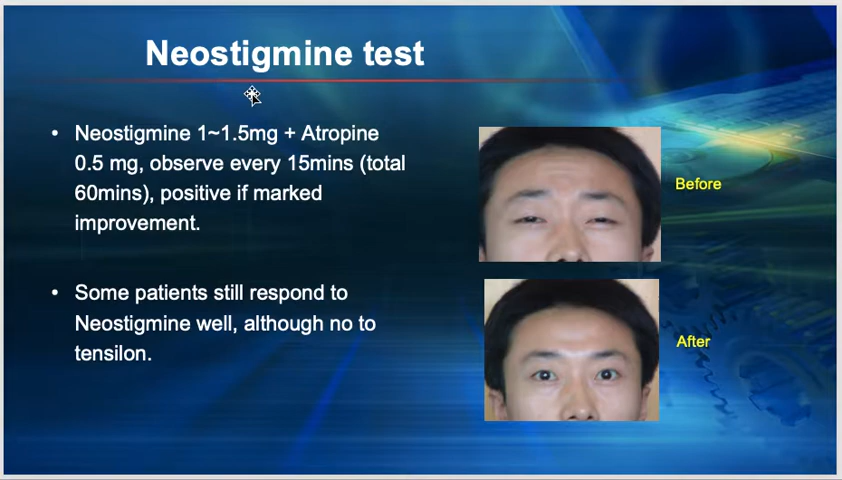 Neostigmine test
• Neostigmine 1~1.5mg + Atropine
0.5 mg, observe every 15mins (total
60mins), positive if marked
improvement.
• Some patients still respond to
Neostigmine well, although no to
tensilon.
Before
After